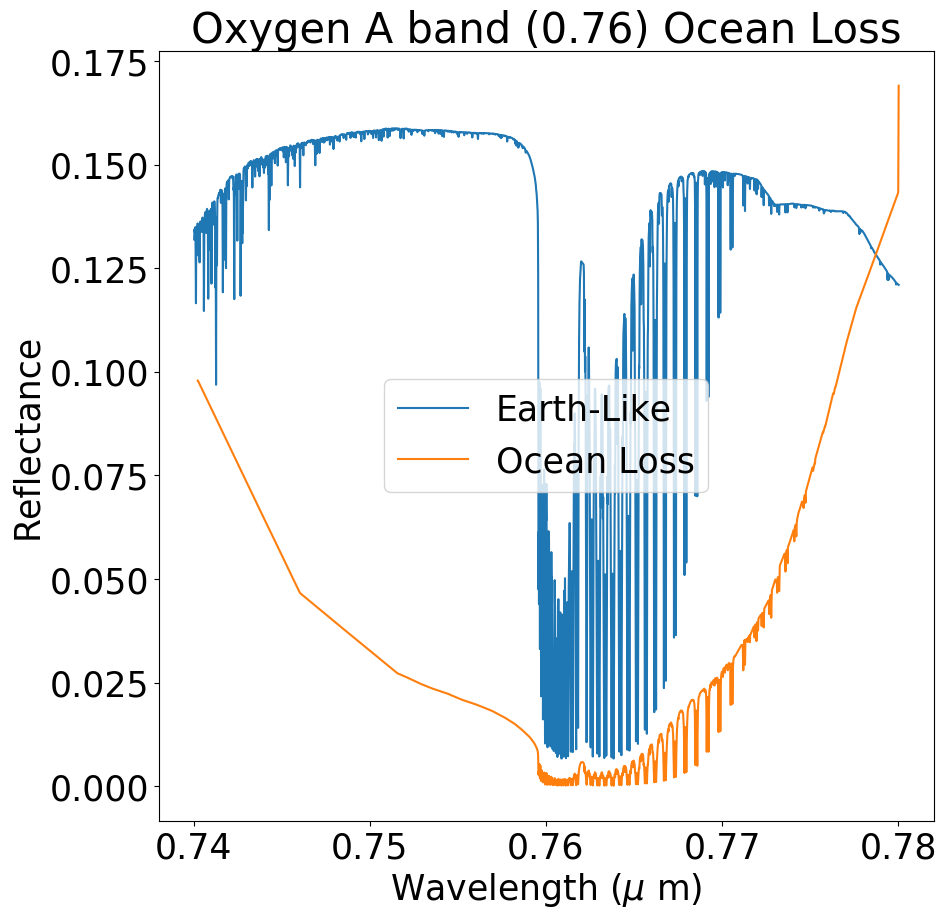 Oxygen A band (0.76) Ocean Loss
0.175
0.150
0.125
0.100
0.075
0.050
0.025
0.000
Reflectance
Earth-Like
Ocean Loss
0.74 0.75 0.76 0.77 0.78
Wavelength (μ m)